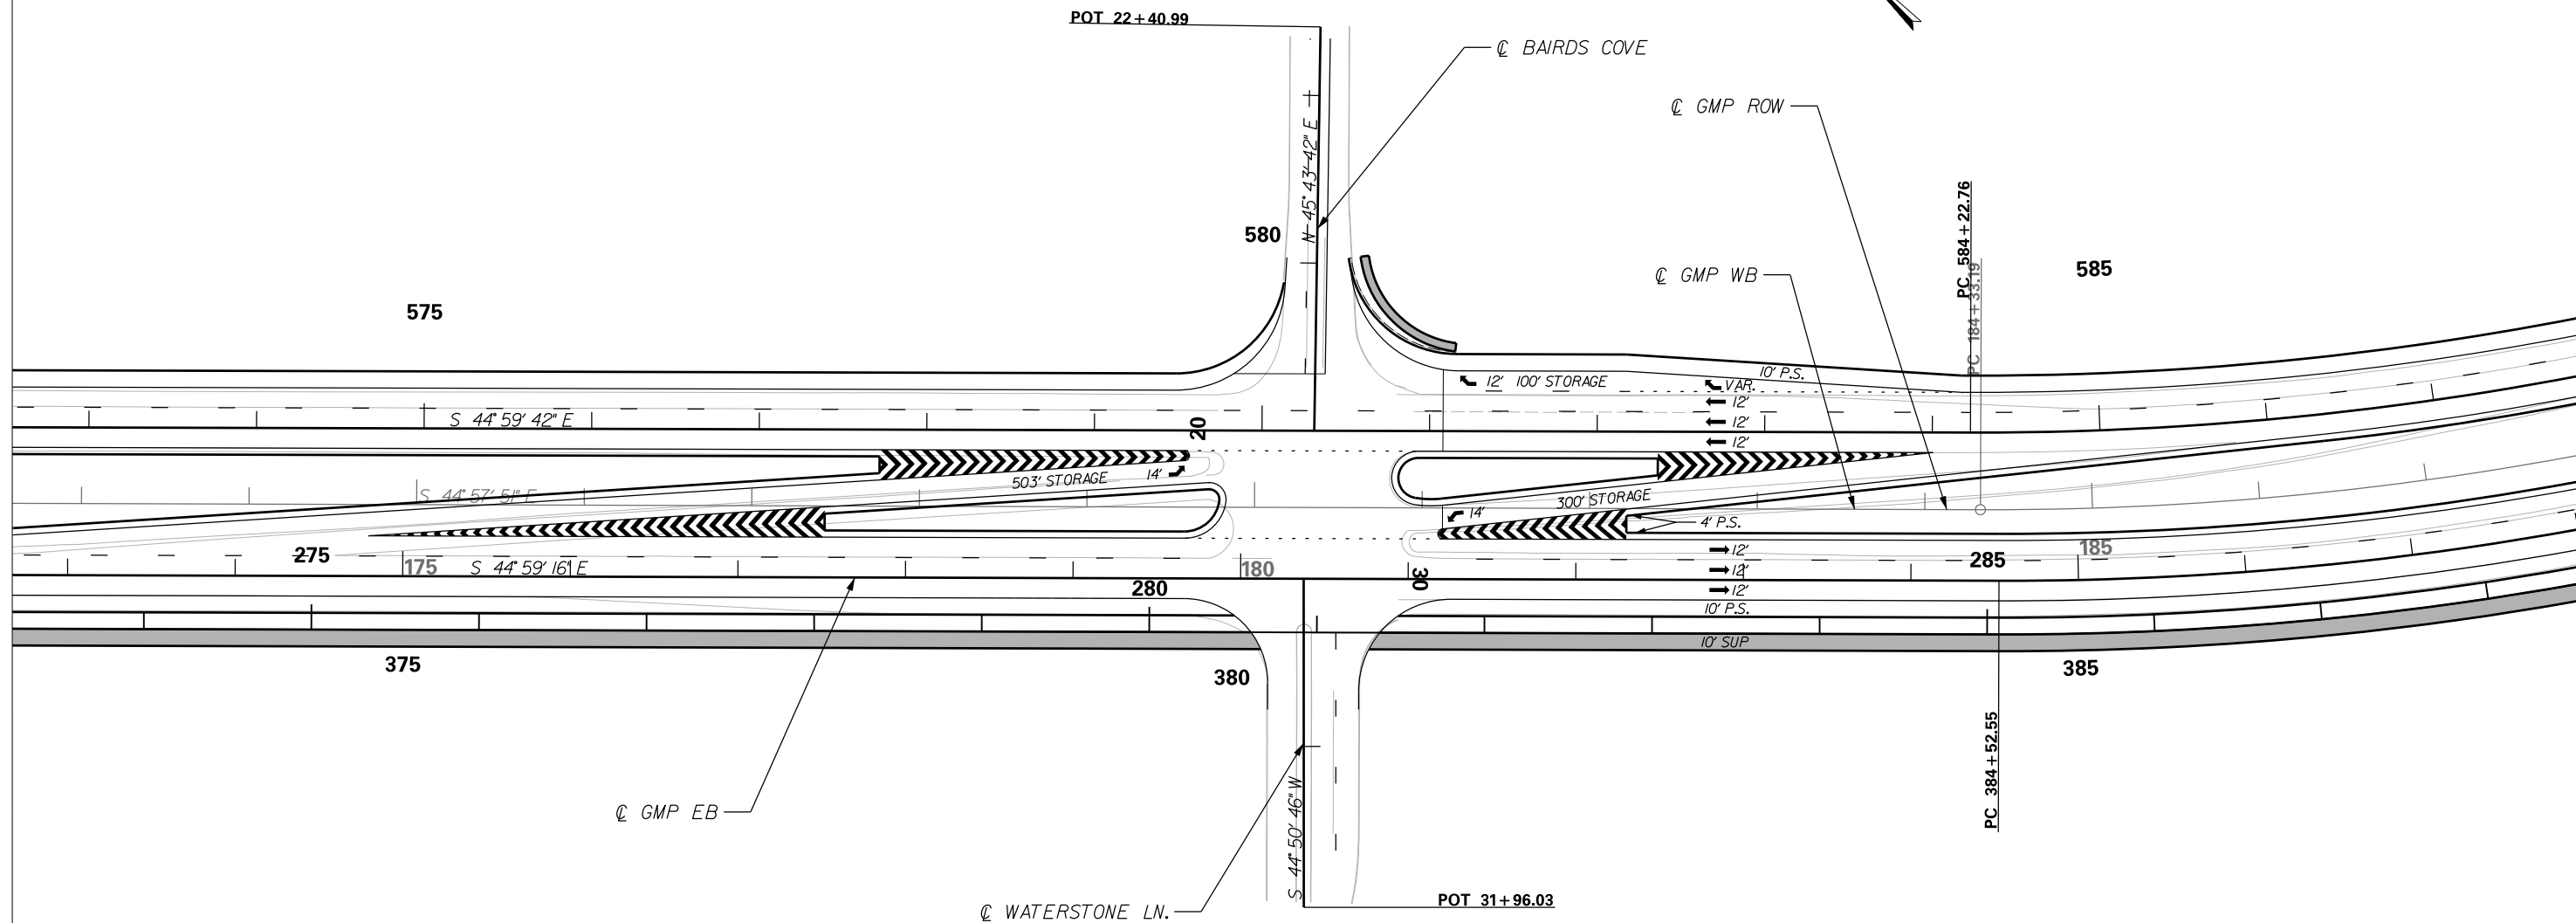 POT 22+40.99
℄ BAIRDS COVE
℄ GMP ROW
N 45° 43' 42" E
PC 584+22.76
PC 184+33.19
580
585
℄ GMP WB
575
10' P.S.
12' 100' STORAGE
VAR.
12'
12'
12'
S 44° 59' 42" E
20
503' STORAGE
14'
S 44° 57' 51" E
300' STORAGE
14'
4' P.S.
275
175
S 44° 59' 16" E
180
280
30
12'
12'
12'
285
185
10' P.S.
10' SUP
375
380
385
PC 384+52.55
℄ GMP EB
S 44° 50' 46" W
POT 31+96.03
℄ WATERSTONE LN.